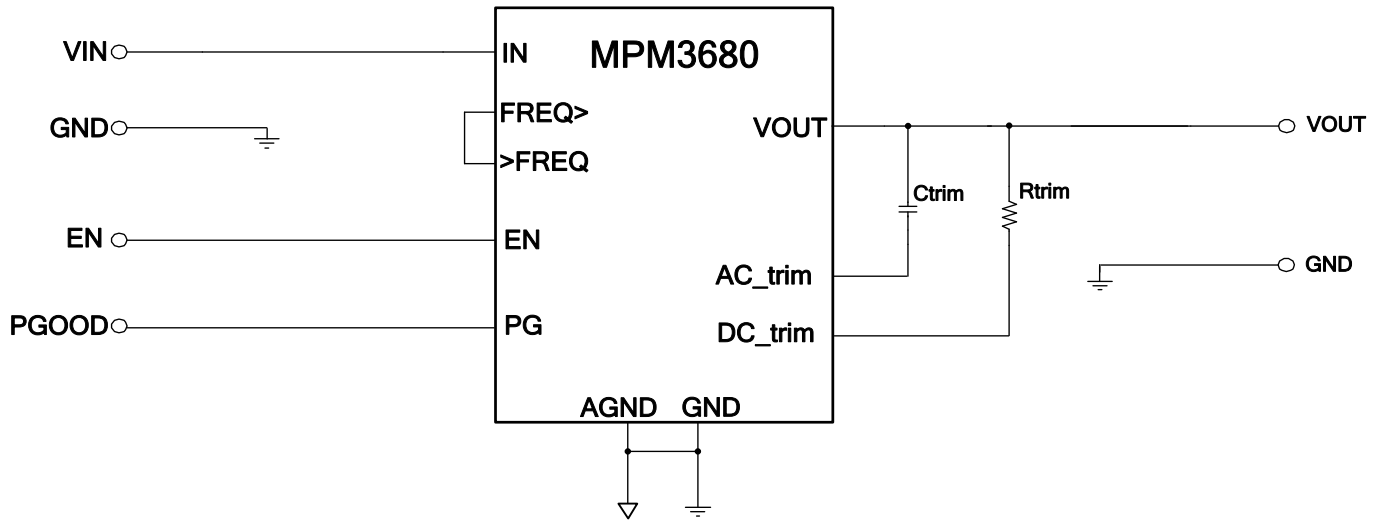 VIN
IN
MPM3680
FREQ>
GND
VOUT
VOUT
>FREQ
Ctrim
Rtrim
EN
EN
AC_trim
GND
PGOOD
PG
DC_trim
AGND
GND